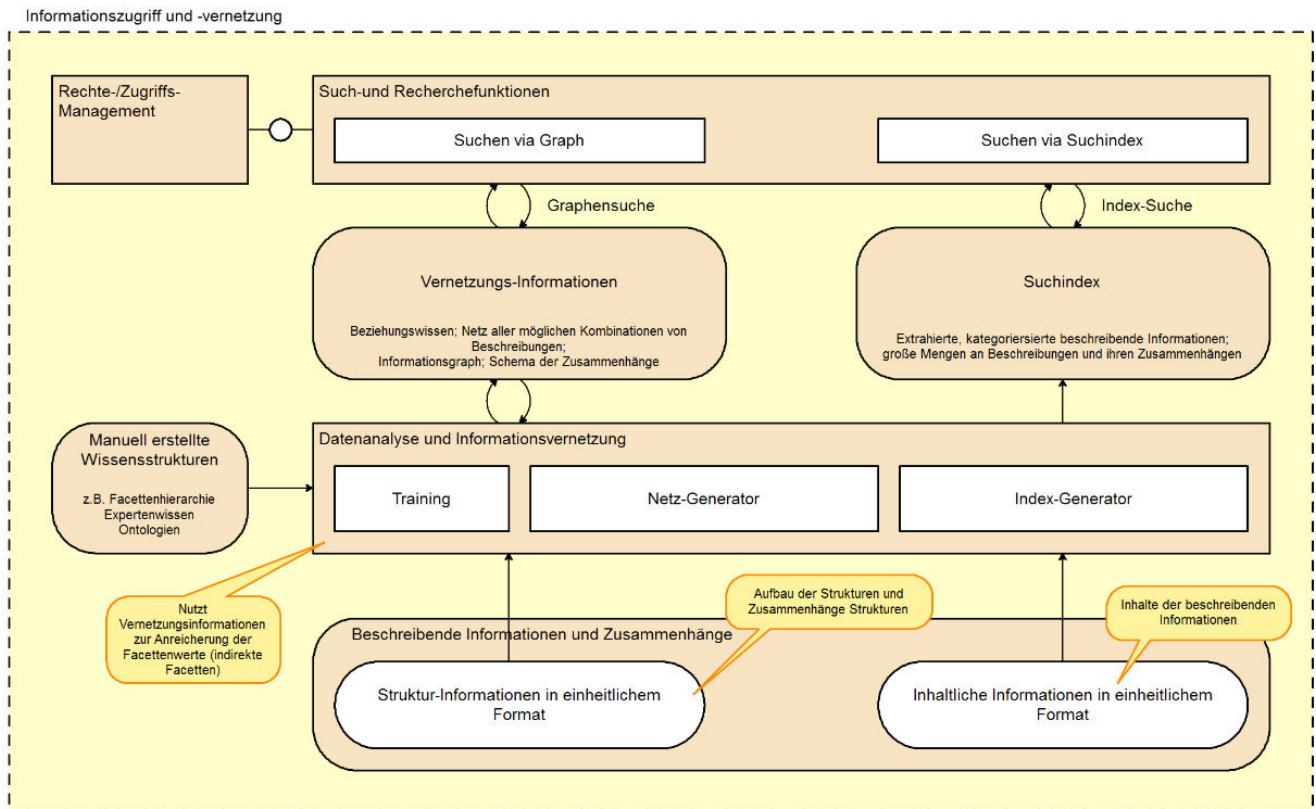 Informationszugriff und -vernetzung
Rechte-/Zugriffs-
Management
Such-und Recherchefunktionen
Suchen via Graph
Suchen via Suchindex
Graphensuche
Index-Suche
Vernetzungs-Informationen
Beziehungswissen; Netz aller möglichen Kombinationen von
Beschreibungen;
Informationsgraph; Schema der Zusammenhänge
Suchindex
Extrahierte, kategoriersierte beschreibende Informationen;
große Mengen an Beschreibungen und ihren Zusammenhängen
Manuell erstellte
Wissensstrukturen
z.B. Facettenhierarchie
Expertenwissen
Ontologien
Datenanalyse und Informationsvernetzung
Training
Netz-Generator
Index-Generator
Nutzt
Vernetzungsinformationen
zur Anreicherung der
Facettenwerte (indirekte
Facetten)
Aufbau der Strukturen und
Zusammenhänge Strukturen
Inhalte der beschreibenden
Informationen
Beschreibende Informationen und Zusammenhänge
Struktur-Informationen in einheitlichem
Format
Inhaltliche Informationen in einheitlichem
Format